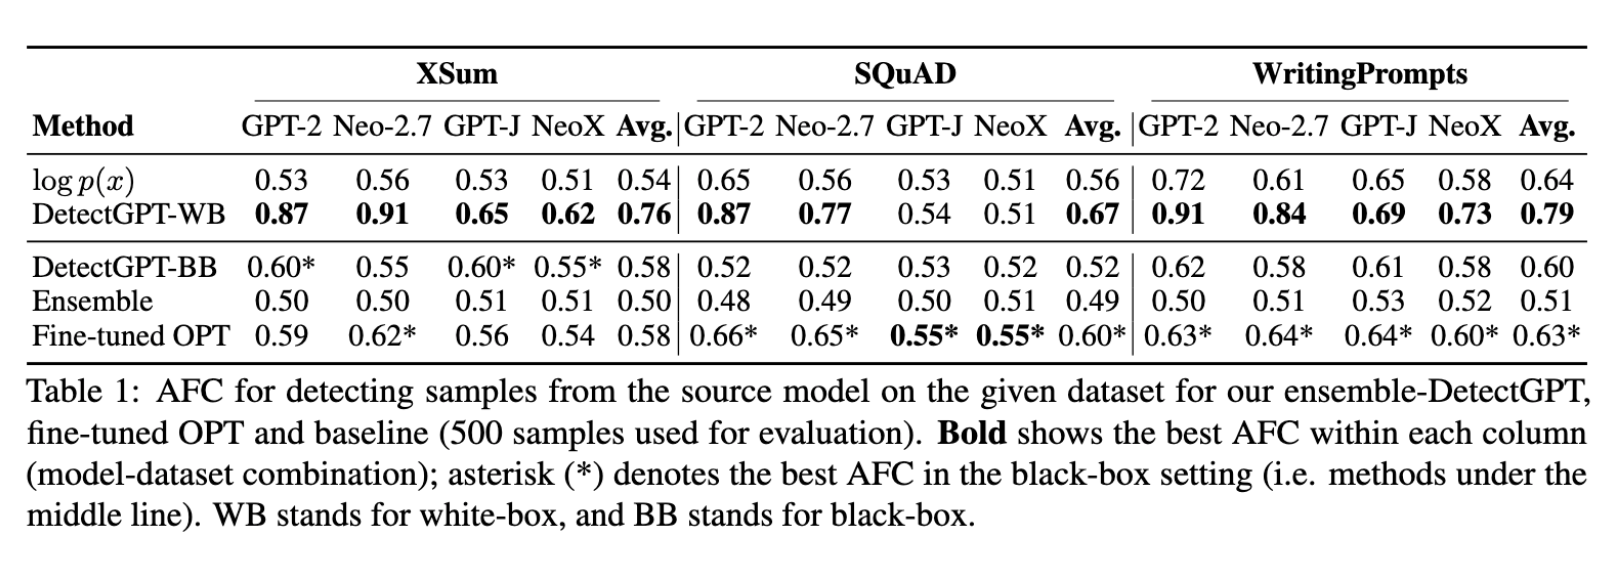 XSum SQuAD WritingPrompts
Method GPT-2 Neo-2.7 GPT-J NeoX Avg. GPT-2 Neo-2.7 GPT-J NeoX Avg. GPT-2 Neo-2.7 GPT-J NeoX Avg.
log p(x) 0.53 0.56 0.53 0.51 0.54 0.65 0.56 0.53 0.51 0.56 0.72 0.61 0.65 0.58 0.64
DetectGPT-WB 0.87 0.91 0.65 0.62 0.76 0.87 0.77 0.54 0.51 0.67 0.91 0.84 0.69 0.73 0.79
DetectGPT-BB 0.60* 0.55 0.60* 0.55* 0.58 0.52 0.52 0.53 0.52 0.52 0.62 0.58 0.61 0.58 0.60
Ensemble 0.50 0.50 0.51 0.51 0.50 0.48 0.49 0.50 0.51 0.49 0.50 0.51 0.53 0.52 0.51
Fine-tuned OPT 0.59 0.62* 0.56 0.54 0.58 0.66* 0.65* 0.55* 0.55* 0.60* 0.63* 0.64* 0.64* 0.60* 0.63*
Table 1: AFC for detecting samples from the source model on the given dataset for our ensemble-DetectGPT,
fine-tuned OPT and baseline (500 samples used for evaluation). Bold shows the best AFC within each column
(model-dataset combination); asterisk (*) denotes the best AFC in the black-box setting (i.e. methods under the
middle line). WB stands for white-box, and BB stands for black-box.